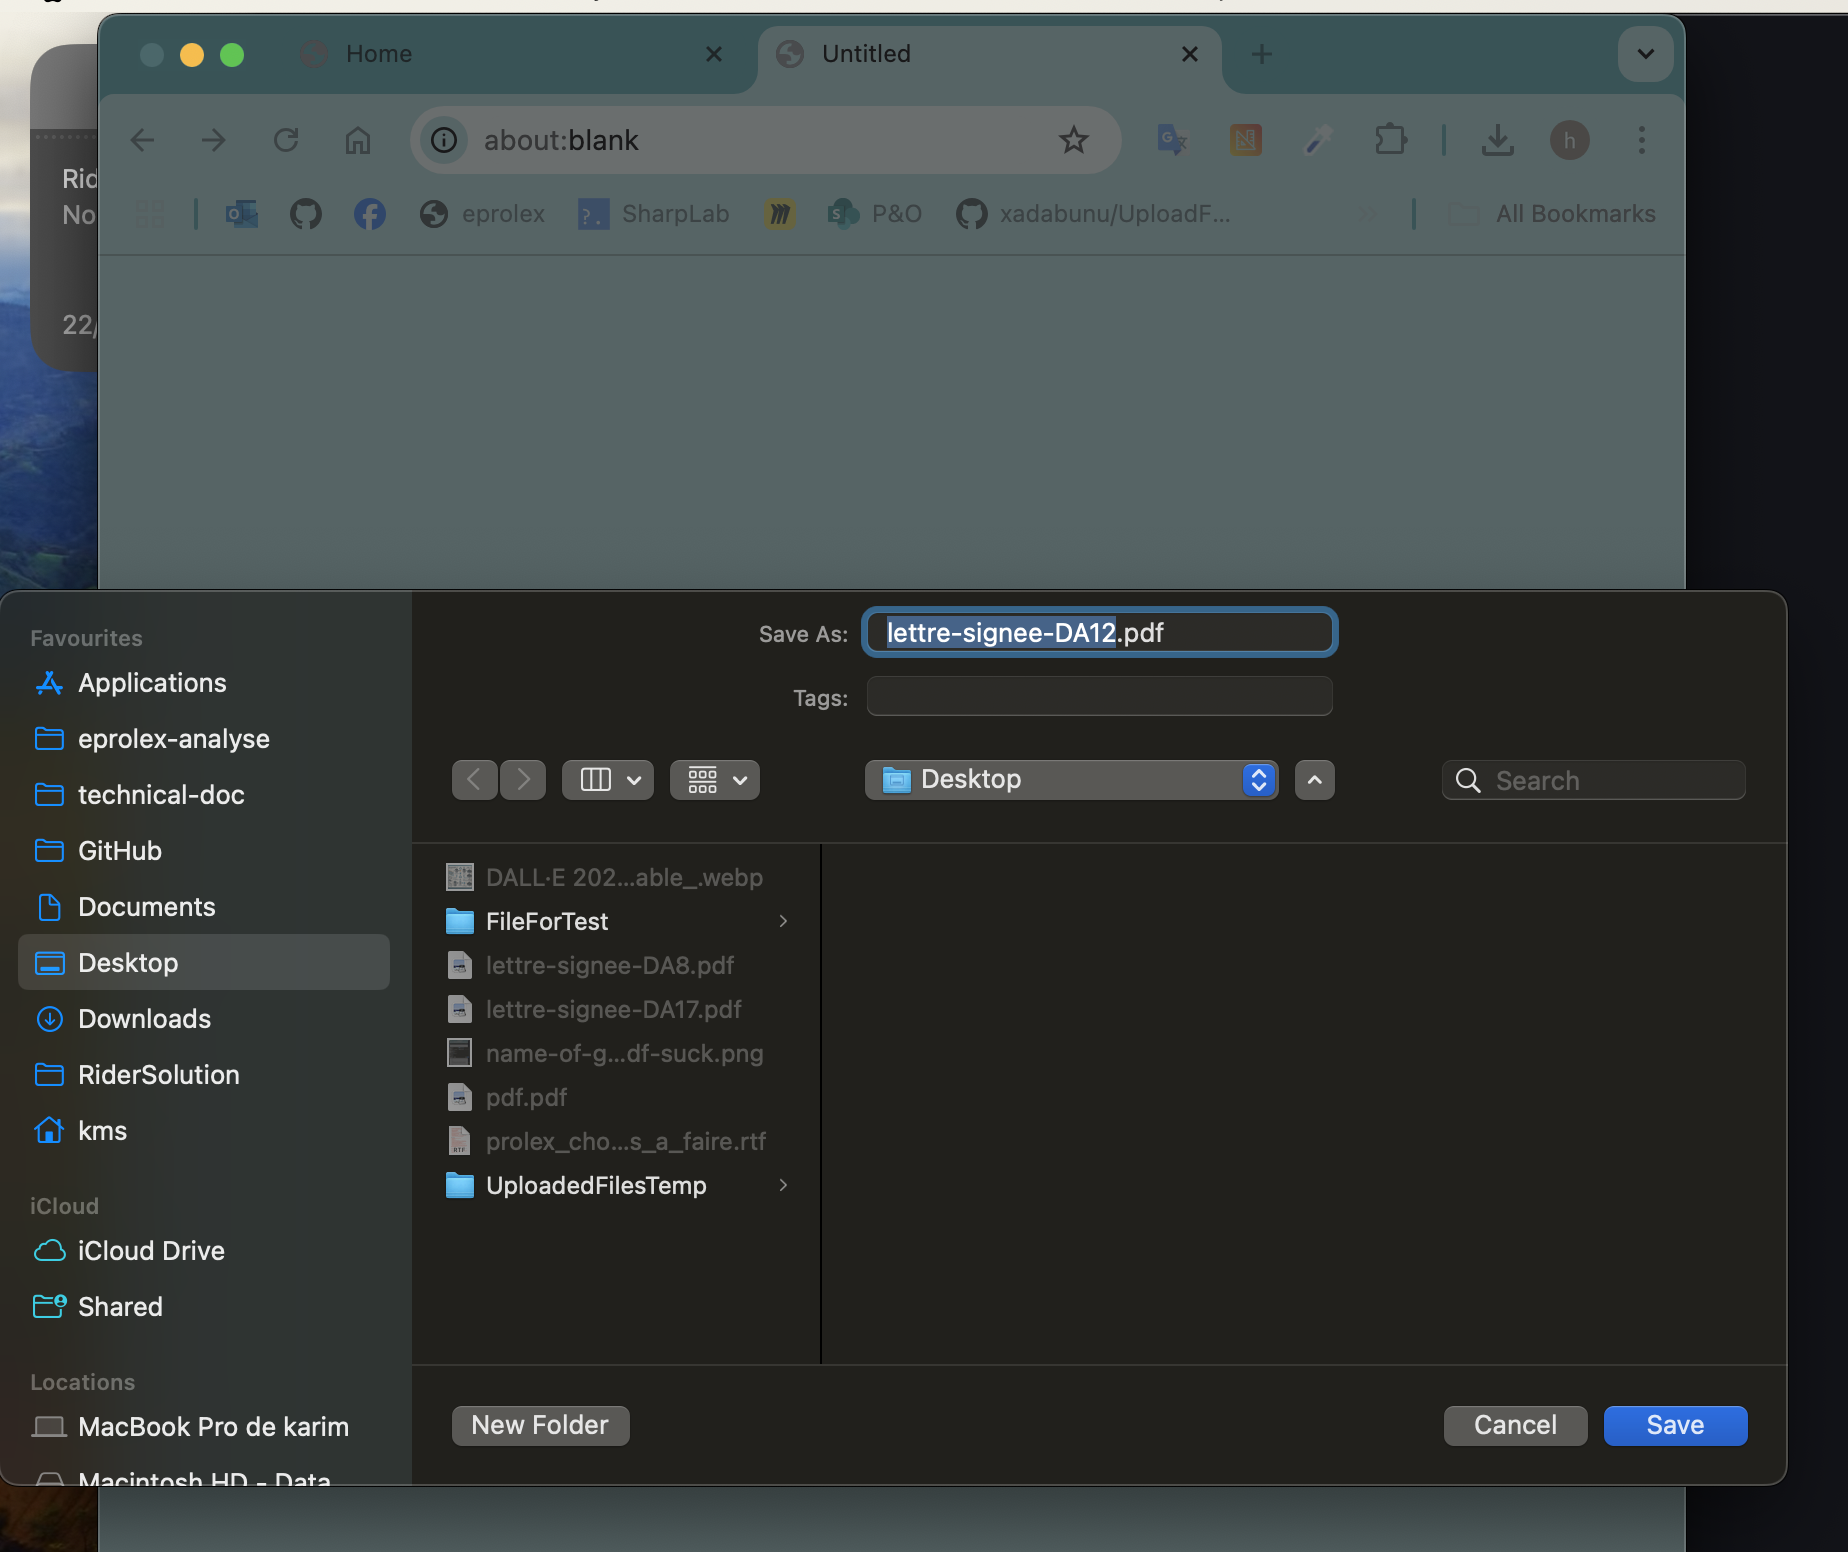 Home
Untitled
about:blank
h
eprolex
SharpLab
P&O
xadabunu/UploadF...
All Bookmarks
Rid
No
22/
Favourites
Applications
eprolex-analyse
technical-doc
GitHub
Documents
Desktop
Downloads
RiderSolution
kms
iCloud
iCloud Drive
Shared
Locations
MacBook Pro de karim
Macintosh HD - Data
Save As: lettre-signee-DA12.pdf
Tags:
Desktop
Search
DALL·E 202...able_.webp
FileForTest
lettre-signee-DA8.pdf
lettre-signee-DA17.pdf
name-of-g...df-suck.png
pdf.pdf
prolex_cho...s_a_faire.rtf
UploadedFilesTemp
New Folder
Cancel
Save